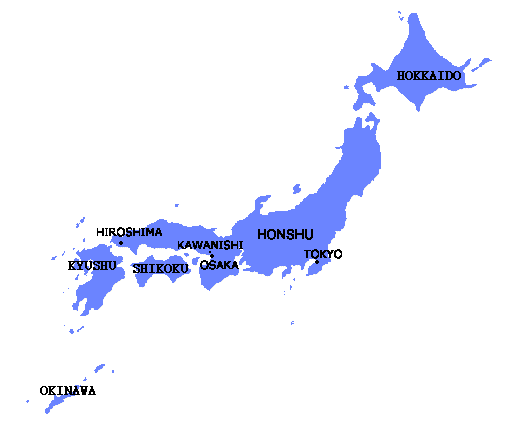 HOKKAIDO
HIROSHIMA
HONSHU
KAWANISHI
TOKYO
KYUSHU
SHIKOKU
OSAKA
OKINAWA